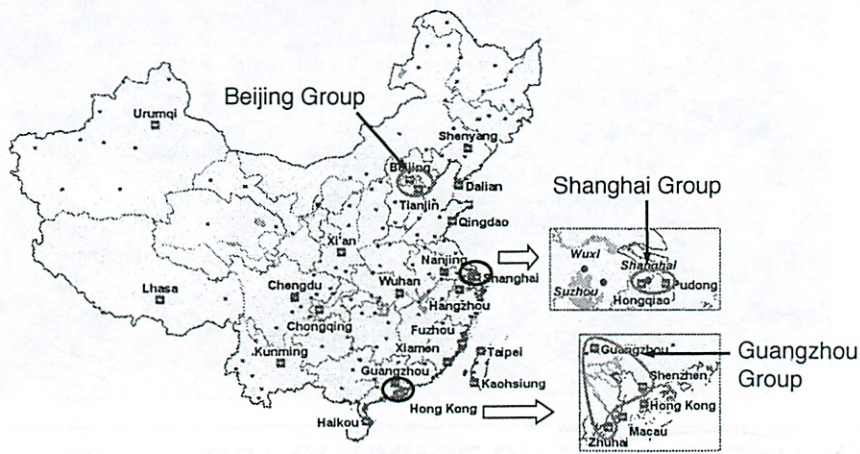 Beijing Group
Urumqi
Shenyang
Beijing
Dalian
Tianjin
Qingdao
Xi'an
Nanjing
Shanghai
Lhasa
Chengdu
Wuhan
Hangzhou
Chongqing
Fuzhou
Kunming
Xiamen
Taipei
Guangzhou
Kaohsiung
Hong Kong
Haikou
Shanghai Group
Wuxi
Shanghai
Suzhou
Pudong
Hongqiao
Guangzhou
Guangzhou
Group
Shenzhen
Hong Kong
Macau
Zhuhai